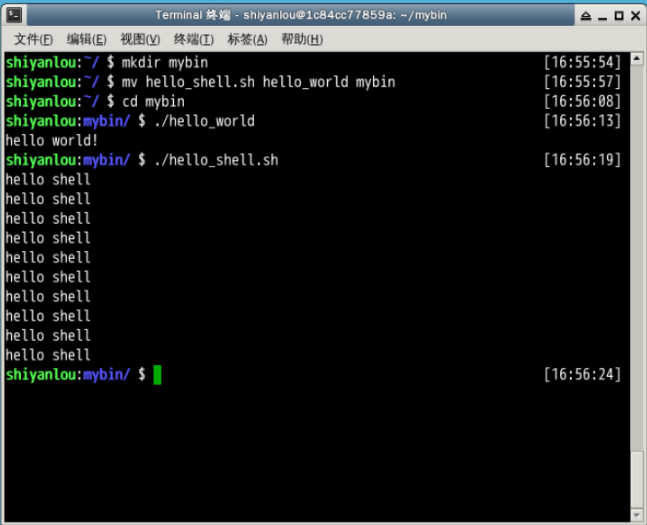 Terminal 终端 - shiyanlou@1c84cc77859a: ~/mybin
文件(F) 编辑(E) 视图(V) 终端(T) 标签(A) 帮助(H)
shiyanlou:~/ $ mkdir mybin [16:55:54]
shiyanlou:~/ $ mv hello_shell.sh hello_world mybin [16:55:57]
shiyanlou:~/ $ cd mybin [16:56:08]
shiyanlou:mybin/ $ ./hello_world [16:56:13]
hello world!
shiyanlou:mybin/ $ ./hello_shell.sh [16:56:19]
hello shell
hello shell
hello shell
hello shell
hello shell
hello shell
hello shell
hello shell
hello shell
hello shell
shiyanlou:mybin/ $ [16:56:24]